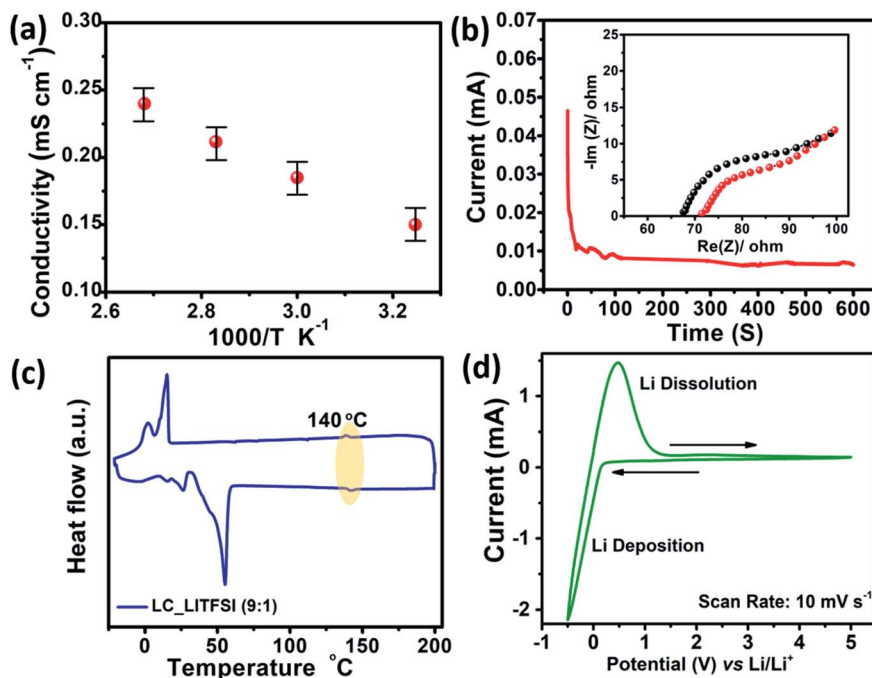 (a)
0.30
0.25
0.20
0.15
0.10
Conductivity (mS cm⁻¹)
2.6 2.8 3.0 3.2
1000/T K⁻¹
(b)
0.07
0.06
0.05
0.04
0.03
0.02
0.01
0.00
Current (mA)
0 100 300 400 500 600
Time (S)
25
20
15
10
5
0
-Im (Z)/ ohm
60 70 80 90 100
Re(Z)/ ohm
(c)
Heat flow (a.u.)
140 °C
LC_LITFSI (9:1)
0 50 75 100 150 200
Temperature °C
(d)
1
0
-1
-2
Current (mA)
Li Dissolution
Li Deposition
Scan Rate: 10 mV s⁻¹
-1 0 1 2 3 4 5
Potential (V) vs Li/Li⁺